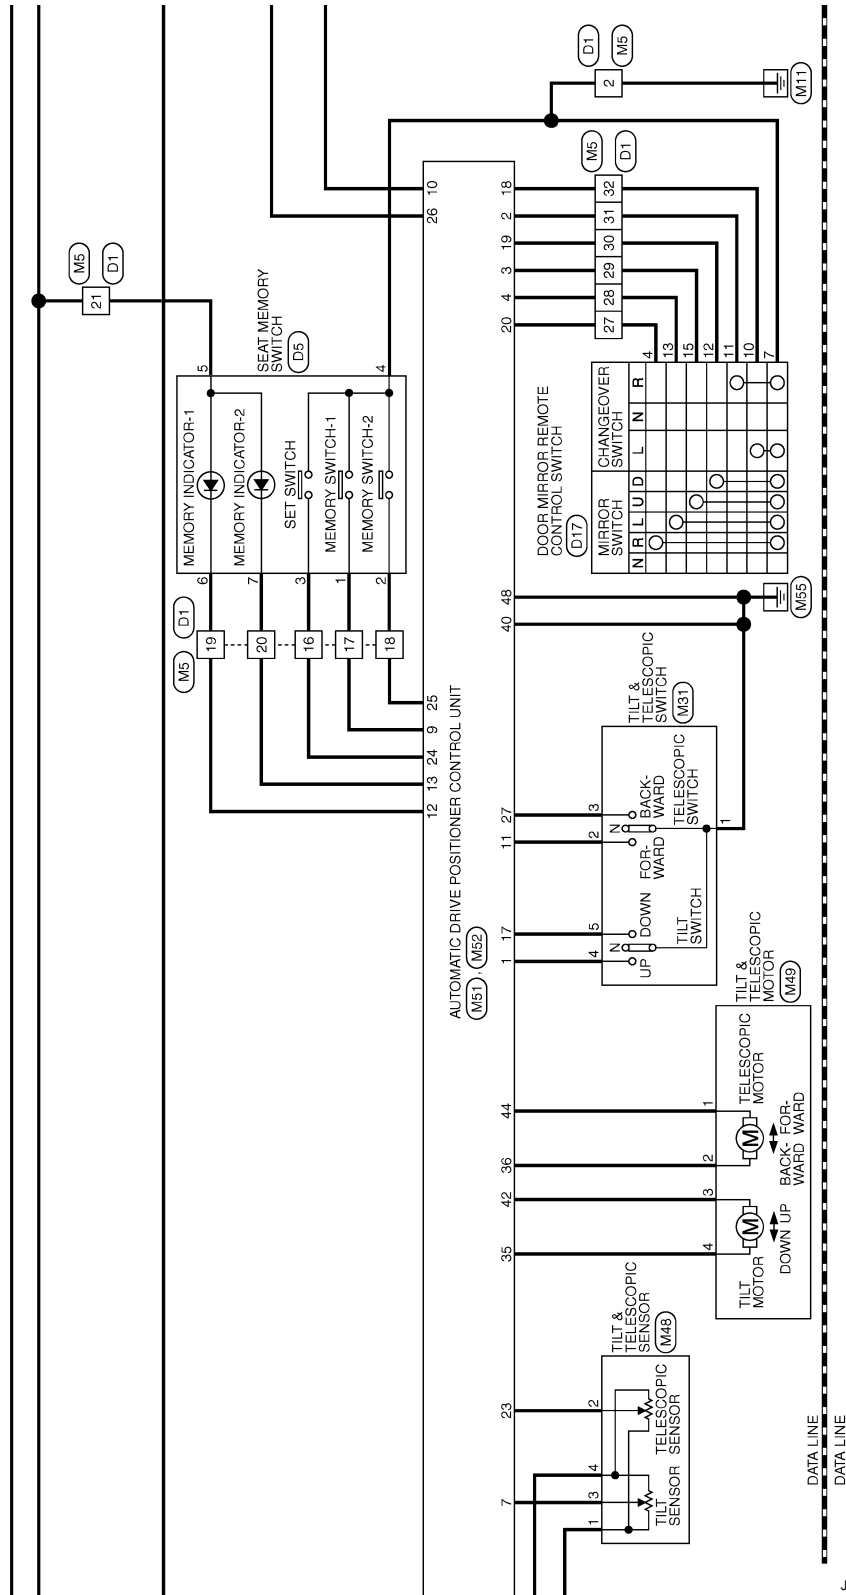 D1
M5
2
M11
M5
D1
32
31
30
29
28
27
18
2
19
3
4
20
10
26
M5
D1
21
SEAT MEMORY
SWITCH
D5
5
4
MEMORY INDICATOR-1
MEMORY INDICATOR-2
SET SWITCH
MEMORY SWITCH-1
MEMORY SWITCH-2
6
7
3
1
2
M5
D1
19
20
16
17
18
25
9
24
13
12
AUTOMATIC DRIVE POSITIONER CONTROL UNIT
M51 , M52
DOOR MIRROR REMOTE
CONTROL SWITCH
D17
4
13
15
12
11
10
7
MIRROR
SWITCH
CHANGEOVER
SWITCH
N R L U D L N R
48
40
M55
TILT &
TELESCOPIC
SWITCH
M31
27
11
17
1
3
2
5
4
1
N
BACK-
WARD
FOR-
WARD
TELESCOPIC
SWITCH
N
DOWN
UP
TILT
SWITCH
TILT &
TELESCOPIC
MOTOR
M49
44
36
42
35
1
2
3
4
TELESCOPIC
MOTOR
M
BACK-
WARD
FOR-
WARD
M
DOWN UP
TILT
MOTOR
TILT &
TELESCOPIC
SENSOR
M48
23
7
2
4
3
1
TELESCOPIC
SENSOR
TILT
SENSOR
DATA LINE
DATA LINE